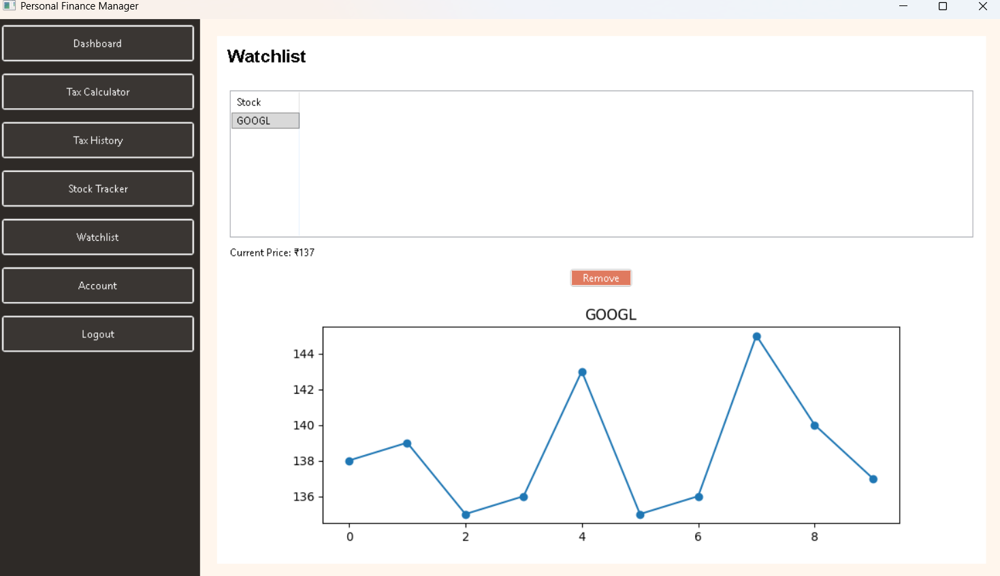 Personal Finance Manager
Dashboard
Tax Calculator
Tax History
Stock Tracker
Watchlist
Account
Logout
Watchlist
Stock
GOOGL
Current Price: ₹137
Remove
GOOGL
144
142
140
138
136
0 2 4 6 8